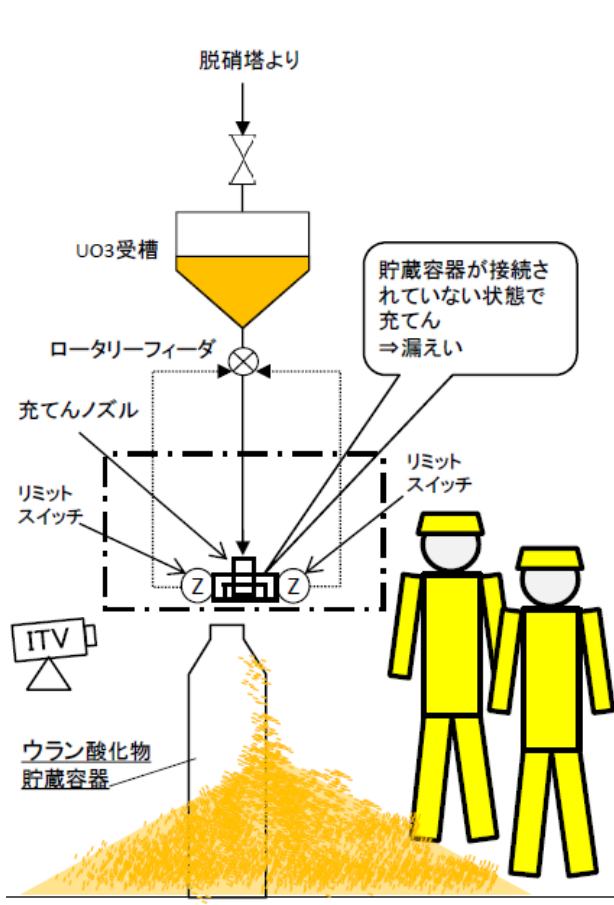 脱硝塔より
UO3受槽
貯蔵容器が接続さ
れていない状態で
充てん
⇒漏えい
ロータリーフィーダ
充てんノズル
リミット
スイッチ
リミット
スイッチ
Z
Z
ITV
ウラン酸化物
貯蔵容器